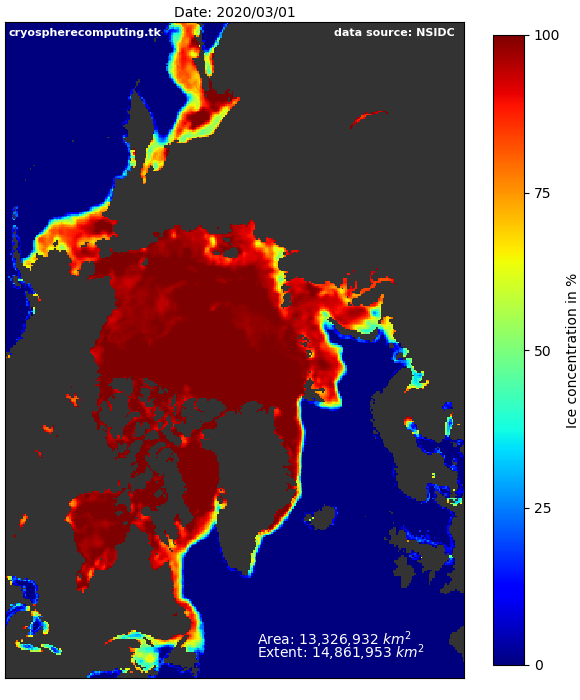 Date: 2020/03/01
cryospherecomputing.tk
data source: NSIDC
100
75
50
25
0
Ice concentration in %
Area: 13,326,932 km²
Extent: 14,861,953 km²